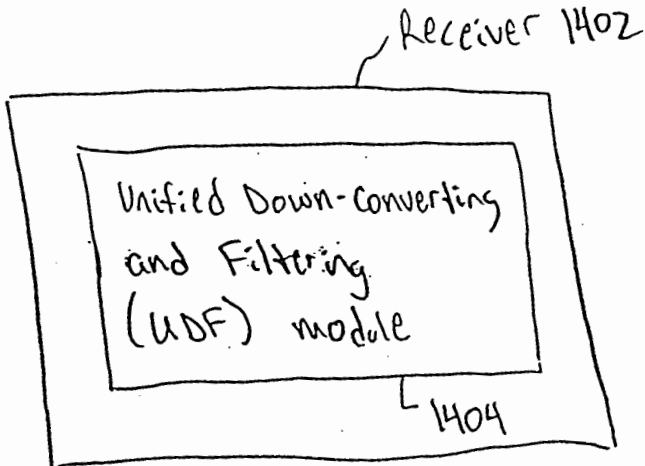 Receiver 1402
Unified Down-Converting
and Filtering
(UDF) module
1404